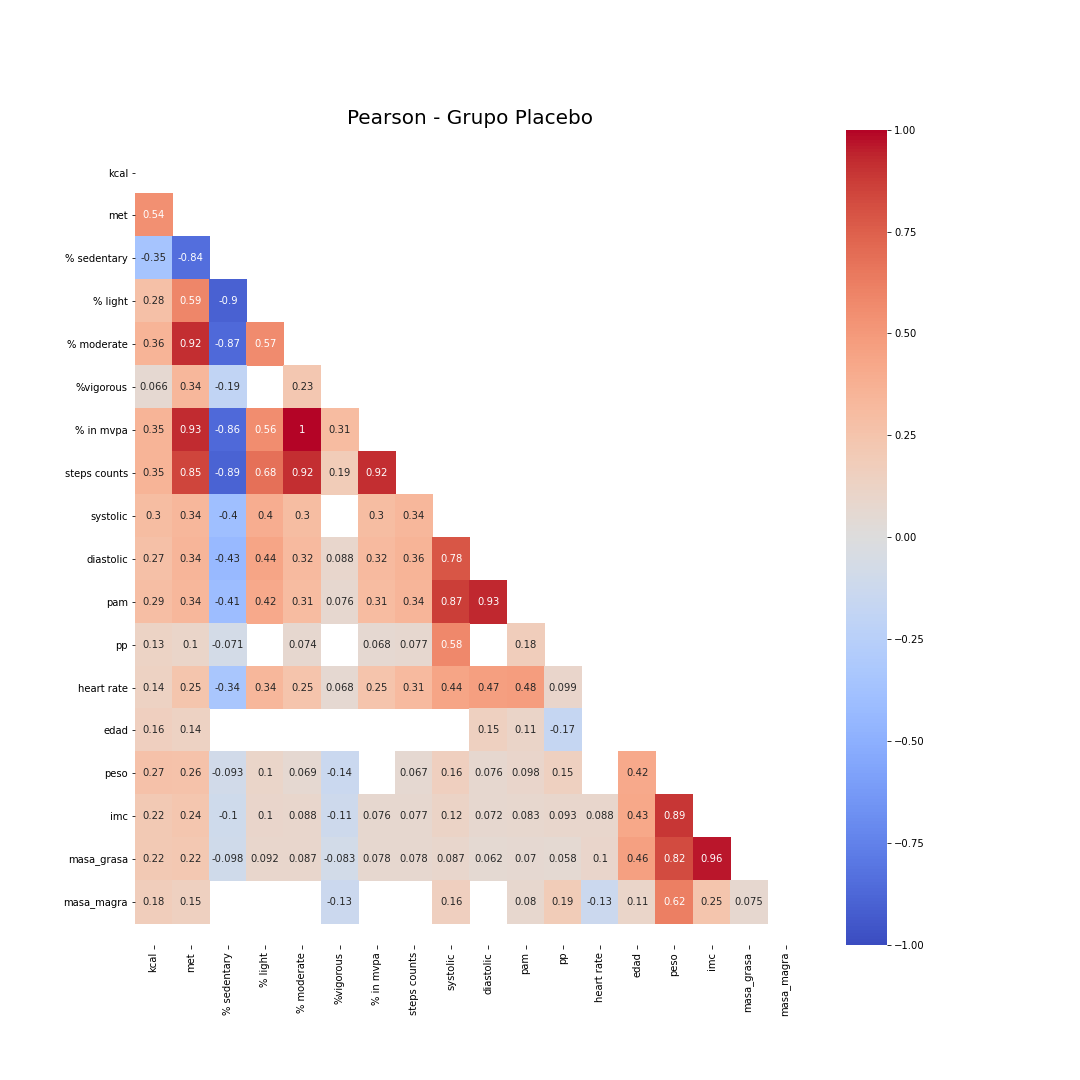 Pearson - Grupo Placebo
kcal
met 0.54
% sedentary -0.35 -0.84
% light 0.28 0.59 -0.9
% moderate 0.36 0.92 -0.87 0.57
%vigorous 0.066 0.34 -0.19 0.23
% in mvpa 0.35 0.93 -0.86 0.56 1 0.31
steps counts 0.35 0.85 -0.89 0.68 0.92 0.19 0.92
systolic 0.3 0.34 -0.4 0.4 0.3 0.3 0.34
diastolic 0.27 0.34 -0.43 0.44 0.32 0.088 0.32 0.36 0.78
pam 0.29 0.34 -0.41 0.42 0.31 0.076 0.31 0.34 0.87 0.93
pp 0.13 0.1 -0.071 0.074 0.068 0.077 0.58 0.18
heart rate 0.14 0.25 -0.34 0.34 0.25 0.068 0.25 0.31 0.44 0.47 0.48 0.099
edad 0.16 0.14 0.15 0.11 -0.17
peso 0.27 0.26 -0.093 0.1 0.069 -0.14 0.067 0.16 0.076 0.098 0.15 0.42
imc 0.22 0.24 -0.1 0.1 0.088 -0.11 0.076 0.077 0.12 0.072 0.083 0.093 0.088 0.43 0.89
masa_grasa 0.22 0.22 -0.098 0.092 0.087 -0.083 0.078 0.078 0.087 0.062 0.07 0.058 0.1 0.46 0.82 0.96
masa_magra 0.18 0.15 -0.13 0.16 0.08 0.19 -0.13 0.11 0.62 0.25 0.075
kcal met % sedentary % light % moderate %vigorous % in mvpa steps counts systolic diastolic pam pp heart rate edad peso imc masa_grasa masa_magra
1.00
0.75
0.50
0.25
0.00
−0.25
−0.50
−0.75
−1.00